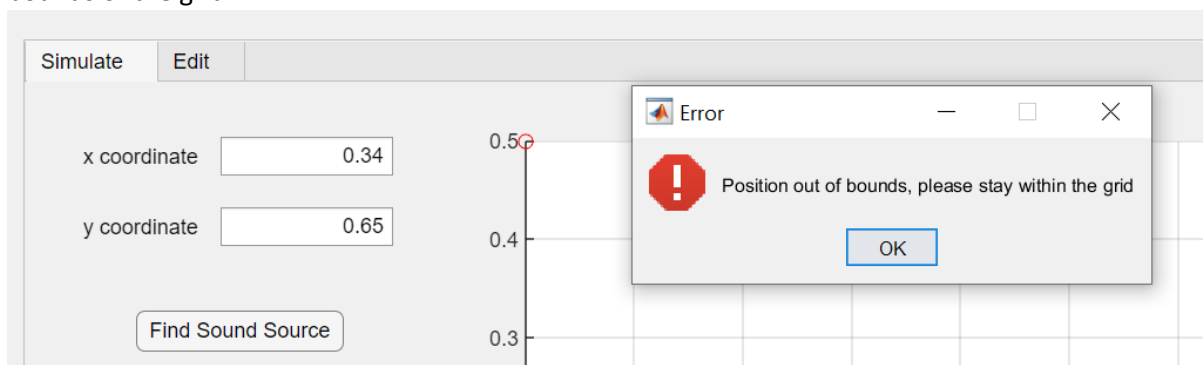 Simulate Edit
Error
x coordinate 0.34
0.5
Position out of bounds, please stay within the grid
y coordinate 0.65
0.4
OK
Find Sound Source
0.3